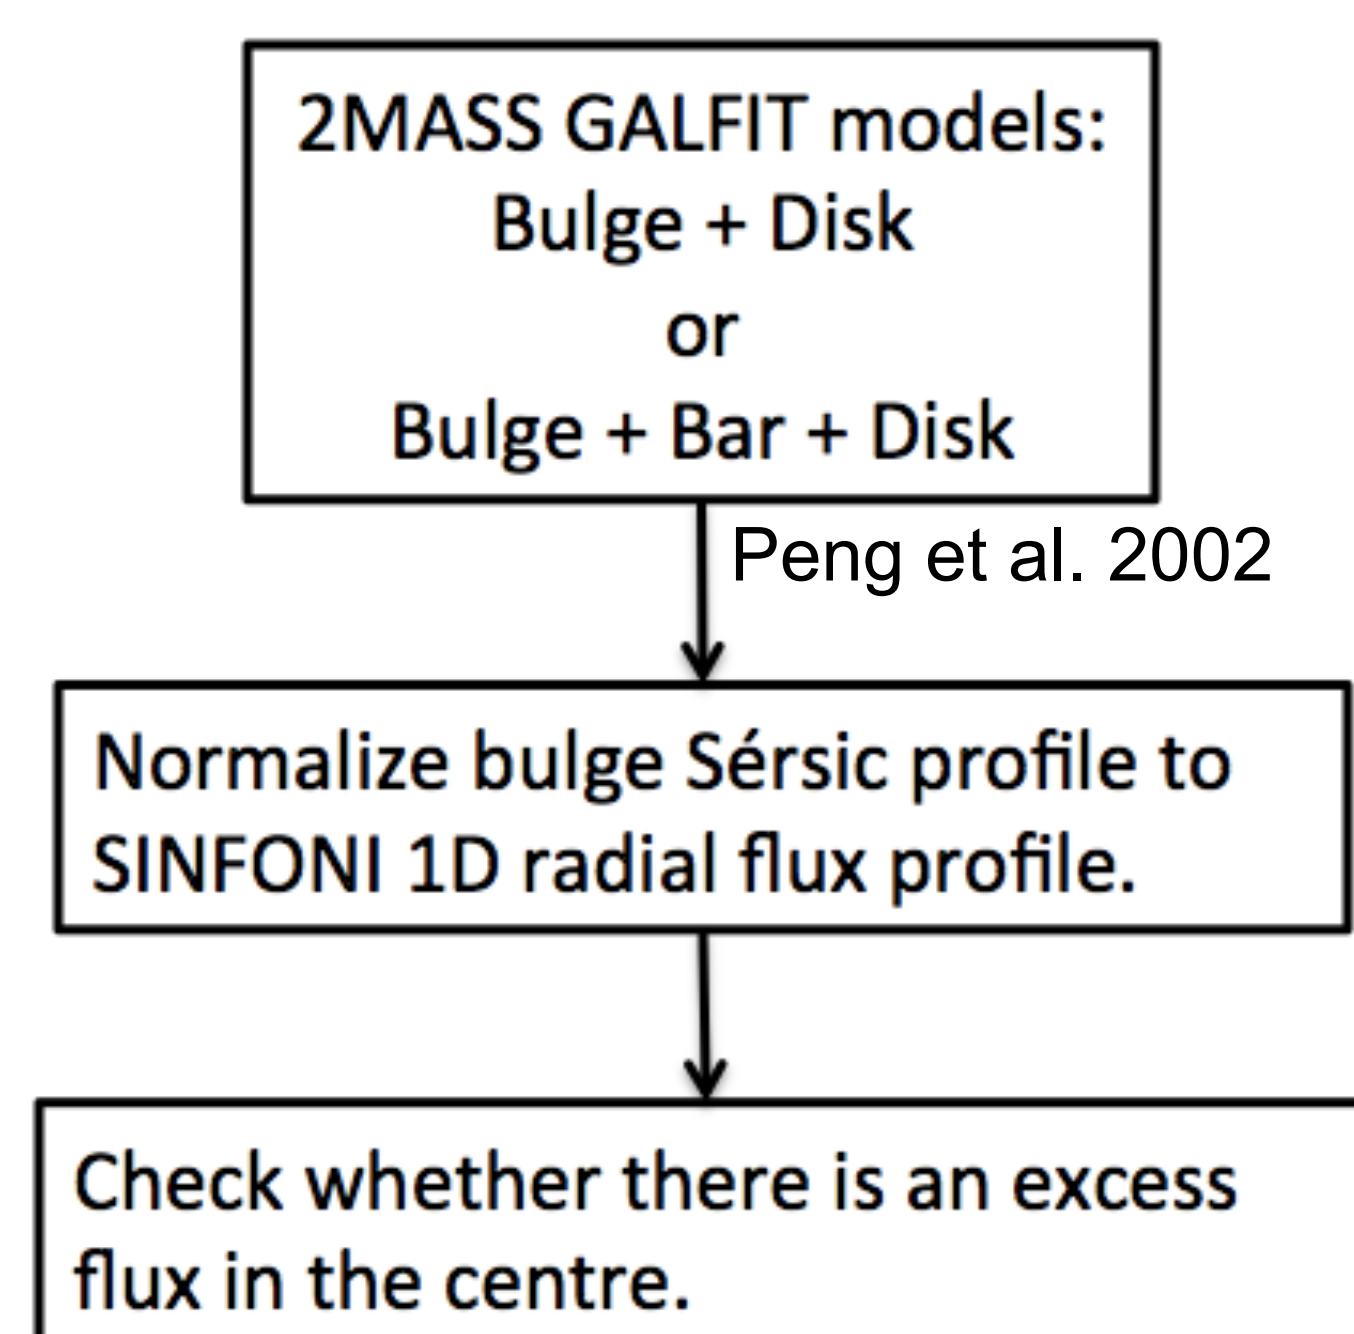 2MASS GALFIT models:
Bulge + Disk
or
Bulge + Bar + Disk
Peng et al. 2002
Normalize bulge Sérsic profile to
SINFONI 1D radial flux profile.
Check whether there is an excess
flux in the centre.